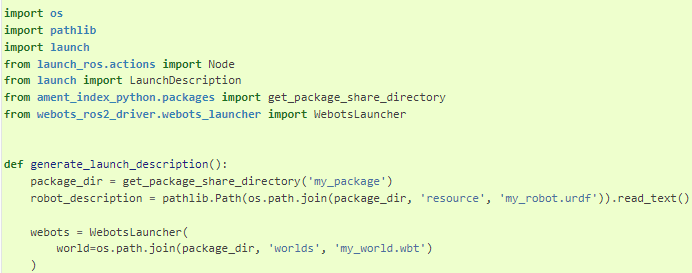 import os
import pathlib
import launch
from launch_ros.actions import Node
from launch import LaunchDescription
from ament_index_python.packages import get_package_share_directory
from webots_ros2_driver.webots_launcher import WebotsLauncher


def generate_launch_description():
    package_dir = get_package_share_directory('my_package')
    robot_description = pathlib.Path(os.path.join(package_dir, 'resource', 'my_robot.urdf')).read_text()

    webots = WebotsLauncher(
        world=os.path.join(package_dir, 'worlds', 'my_world.wbt')
    )